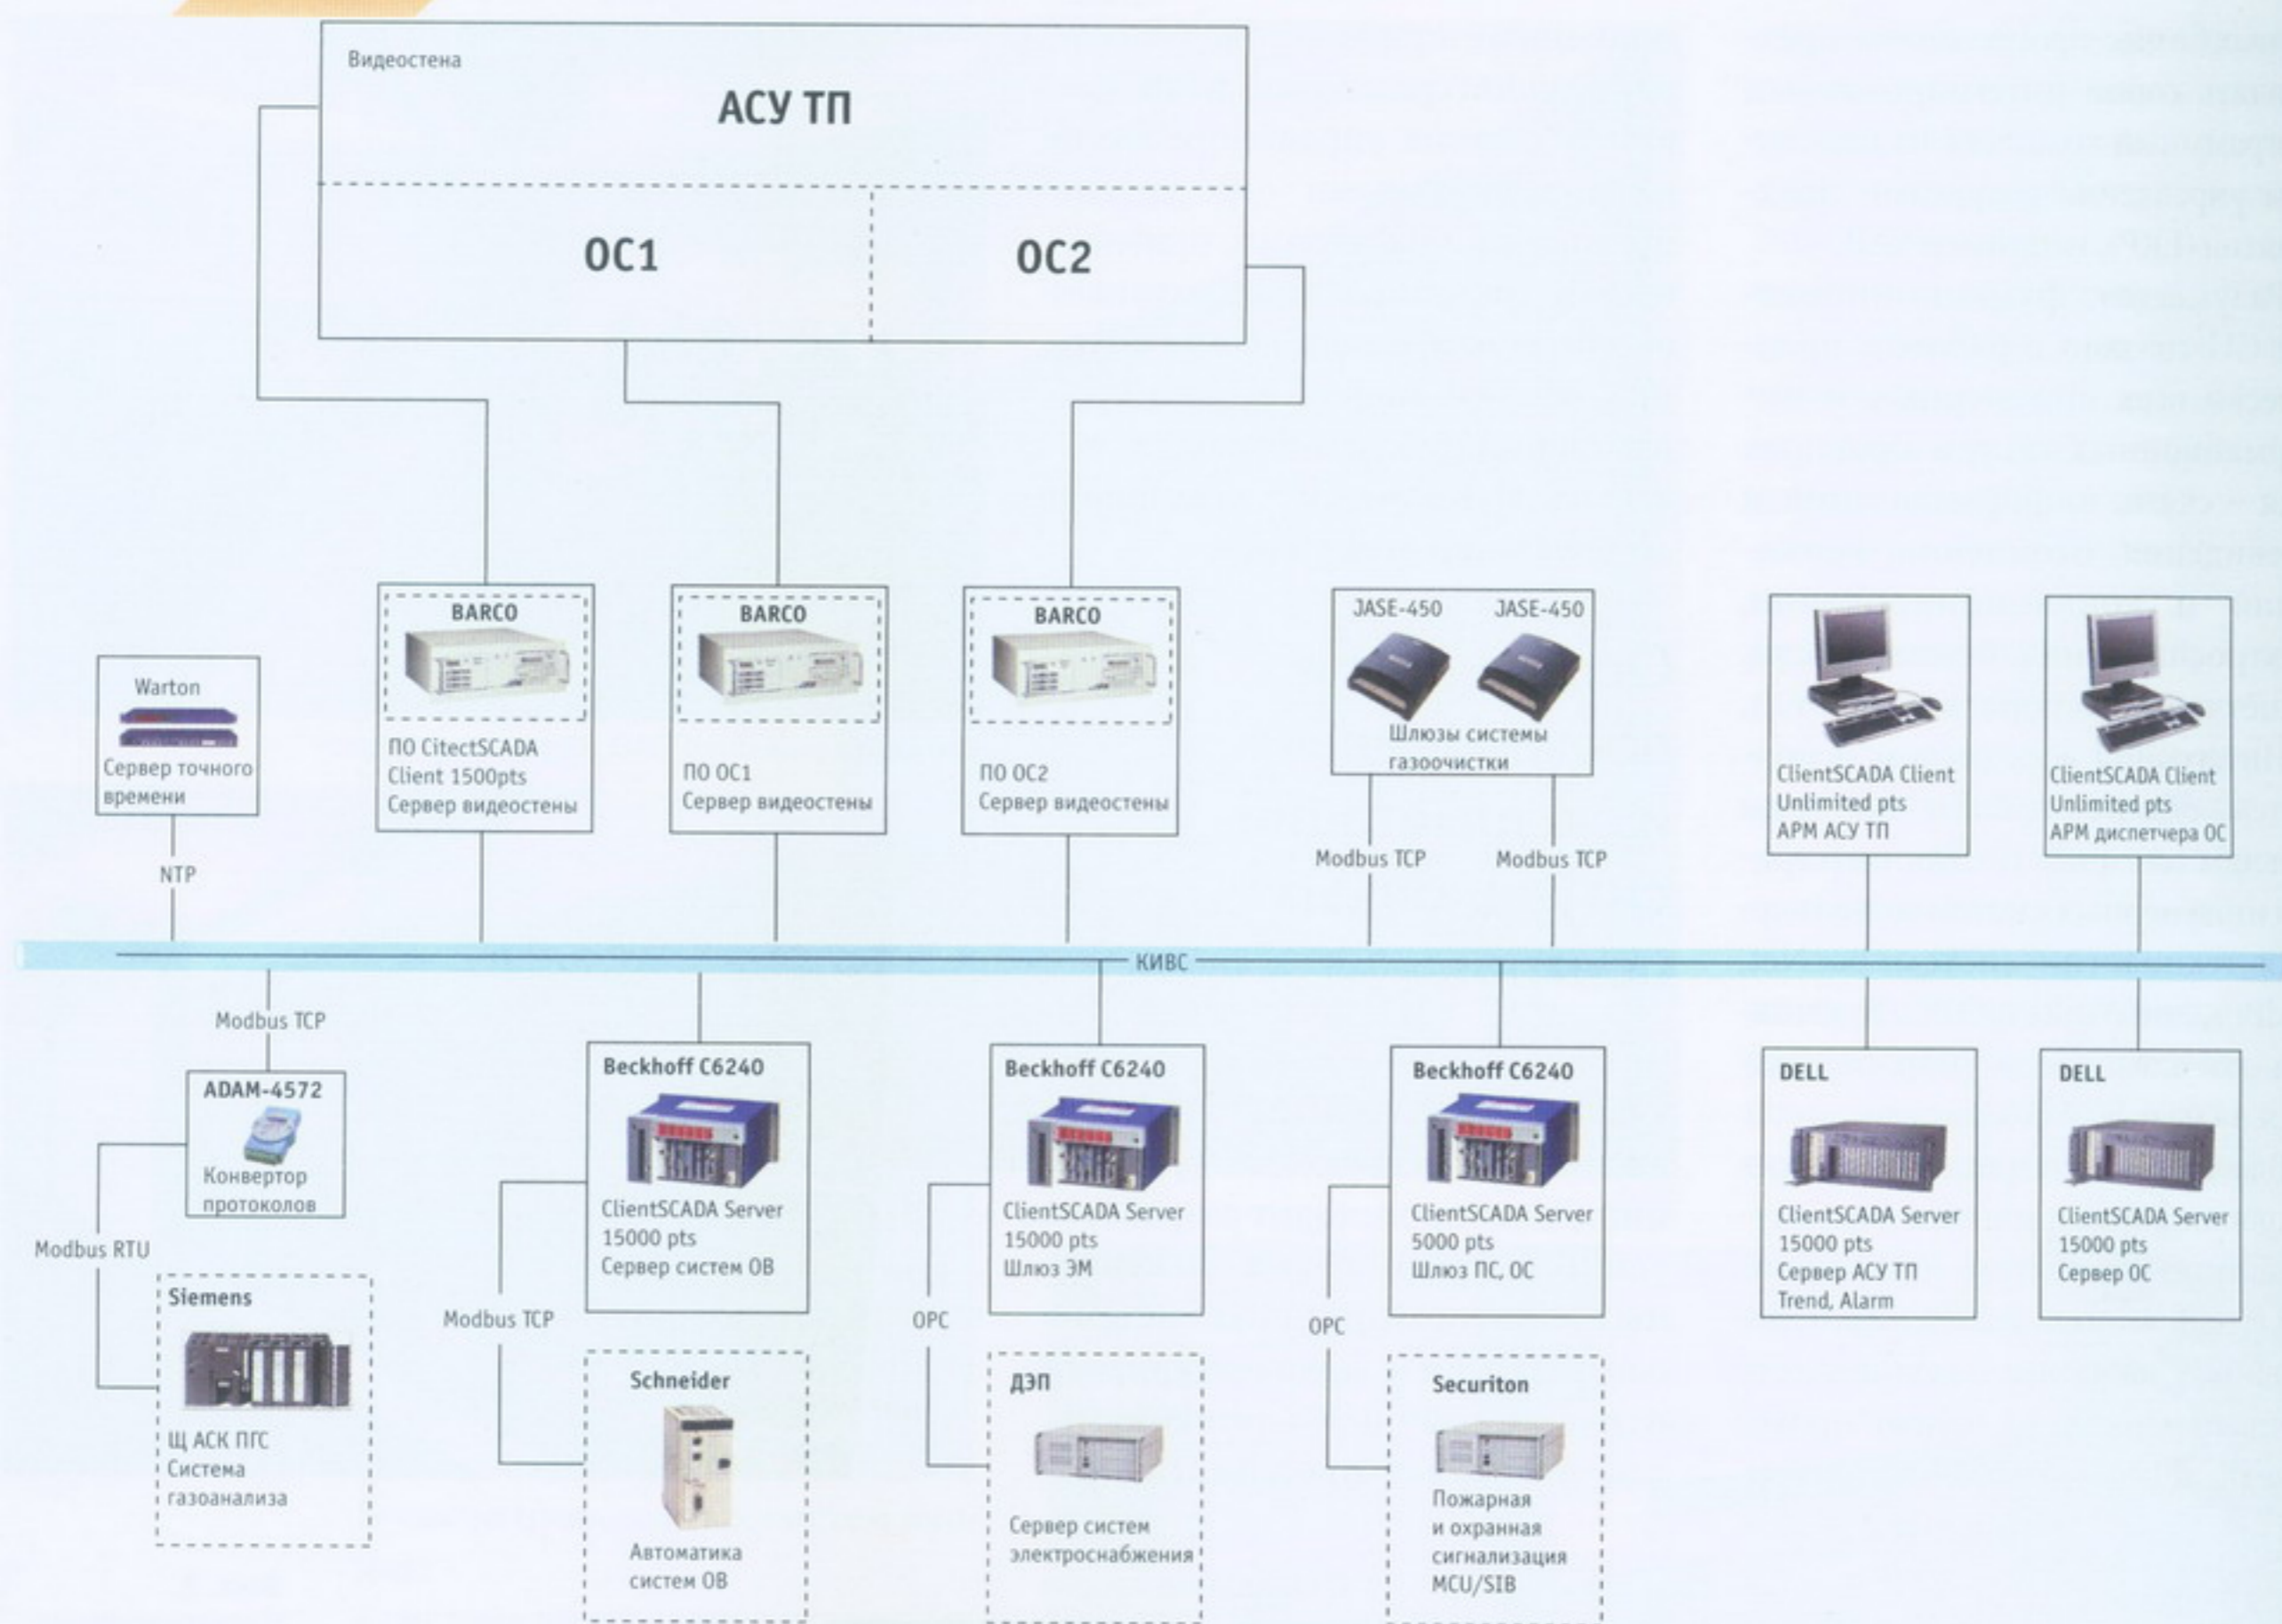 Видеостена
АСУ ТП
ОС1
ОС2
BARCO
ПО CitectSCADA
Client 1500pts
Сервер видеостены
BARCO
ПО ОС1
Сервер видеостены
BARCO
ПО ОС2
Сервер видеостены
JASE-450
JASE-450
Шлюзы системы
газоочистки
Modbus TCP
Modbus TCP
ClientSCADA Client
Unlimited pts
АРМ АСУ ТП
ClientSCADA Client
Unlimited pts
АРМ диспетчера ОС
Warton
Сервер точного
времени
NTP
КИВС
Modbus TCP
ADAM-4572
Конвертор
протоколов
Modbus RTU
Siemens
Щ АСК ПГС
Система
газоанализа
Beckhoff C6240
ClientSCADA Server
15000 pts
Сервер систем ОВ
Modbus TCP
Schneider
Автоматика
систем ОВ
Beckhoff C6240
ClientSCADA Server
15000 pts
Шлюз ЭМ
OPC
ДЭП
Сервер систем
электроснабжения
Beckhoff C6240
ClientSCADA Server
5000 pts
Шлюз ПС, ОС
OPC
Securiton
Пожарная
и охранная
сигнализация
MCU/SIB
DELL
ClientSCADA Server
15000 pts
Сервер АСУ ТП
Trend, Alarm
DELL
ClientSCADA Server
15000 pts
Сервер ОС